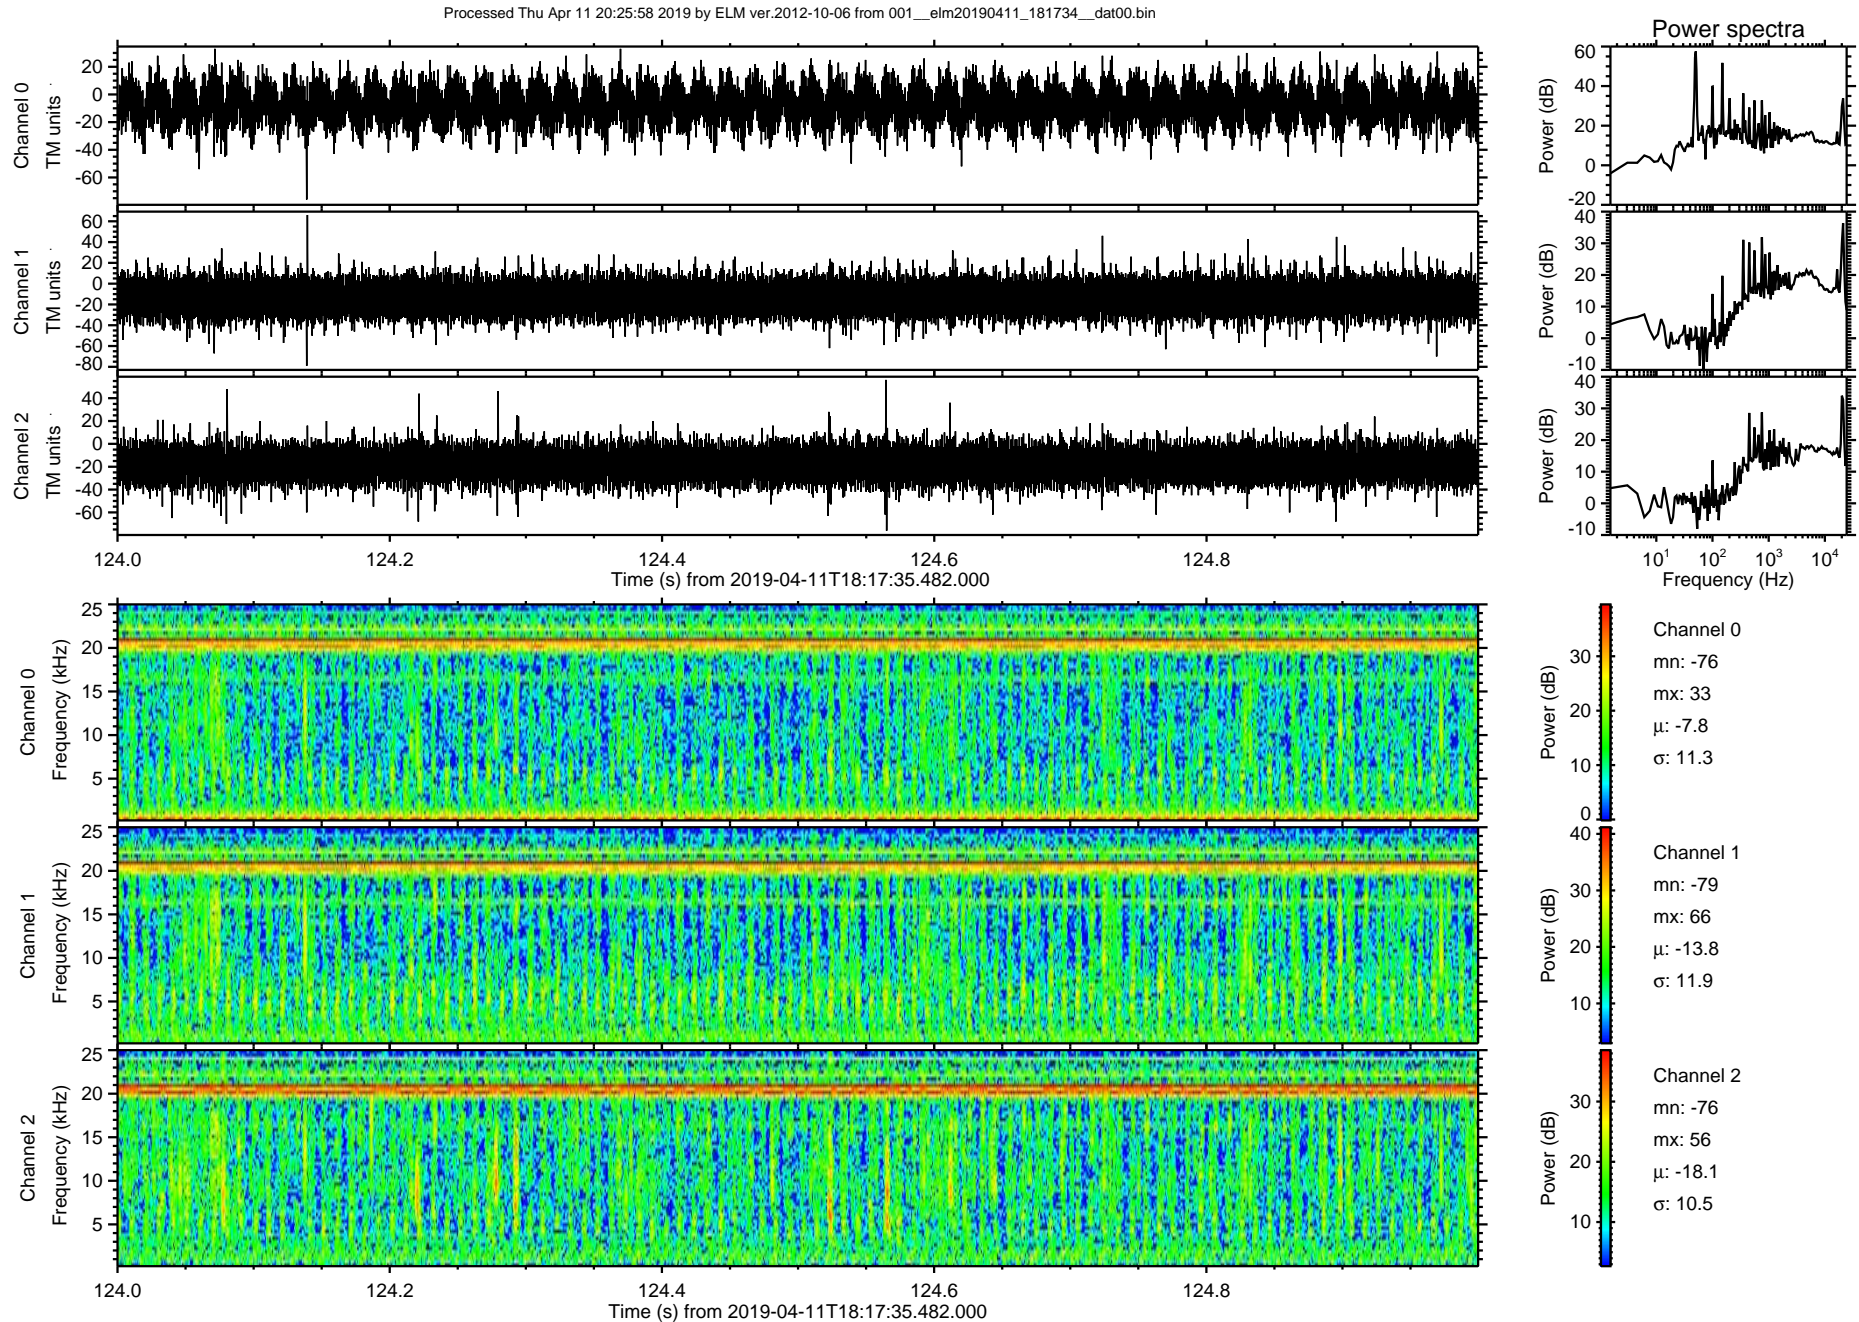 Processed Thu Apr 11 20:25:58 2019 by ELM ver.2012-10-06 from 001__elm20190411_181734__dat00.bin
Power spectra
Channel 0
TM units
20
0
-20
-40
-60
Power (dB)
60
40
20
0
-20
Channel 1
TM units
60
40
20
0
-20
-40
-60
-80
Power (dB)
40
30
20
10
0
-10
Channel 2
TM units
40
20
0
-20
-40
-60
Power (dB)
40
30
20
10
0
-10
124.0 124.2 124.4 124.6 124.8
Time (s) from 2019-04-11T18:17:35.482.000
10^1 10^2 10^3 10^4
Frequency (Hz)
Channel 0
Frequency (kHz)
25
20
15
10
5
Power (dB)
30
20
10
0
Channel 0
mn: -76
mx: 33
μ: -7.8
σ: 11.3
Channel 1
Frequency (kHz)
25
20
15
10
5
Power (dB)
40
30
20
10
Channel 1
mn: -79
mx: 66
μ: -13.8
σ: 11.9
Channel 2
Frequency (kHz)
25
20
15
10
5
Power (dB)
30
20
10
Channel 2
mn: -76
mx: 56
μ: -18.1
σ: 10.5
124.0 124.2 124.4 124.6 124.8
Time (s) from 2019-04-11T18:17:35.482.000